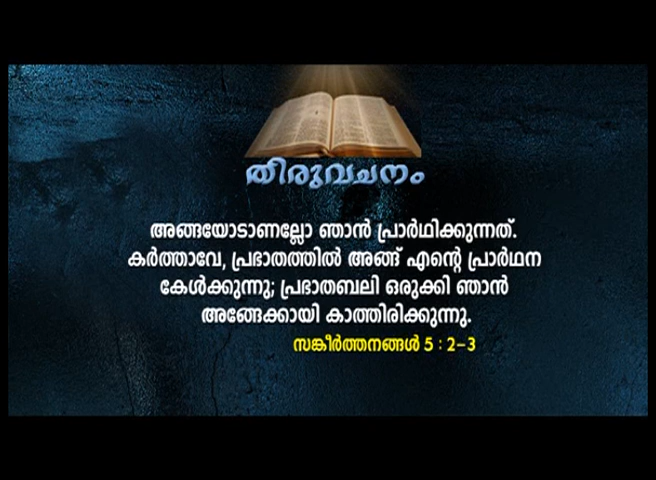 തിരുവചനം
അങ്ങയോടാണല്ലോ ഞാൻ പ്രാർഥിക്കുന്നത്.
കർത്താവേ, പ്രഭാതത്തിൽ അങ്ങ് എന്റെ പ്രാർഥന
കേൾക്കുന്നു; പ്രഭാതബലി ഒരുക്കി ഞാൻ
അങ്ങേക്കായി കാത്തിരിക്കുന്നു.
സങ്കീർത്തനങ്ങൾ 5 : 2-3